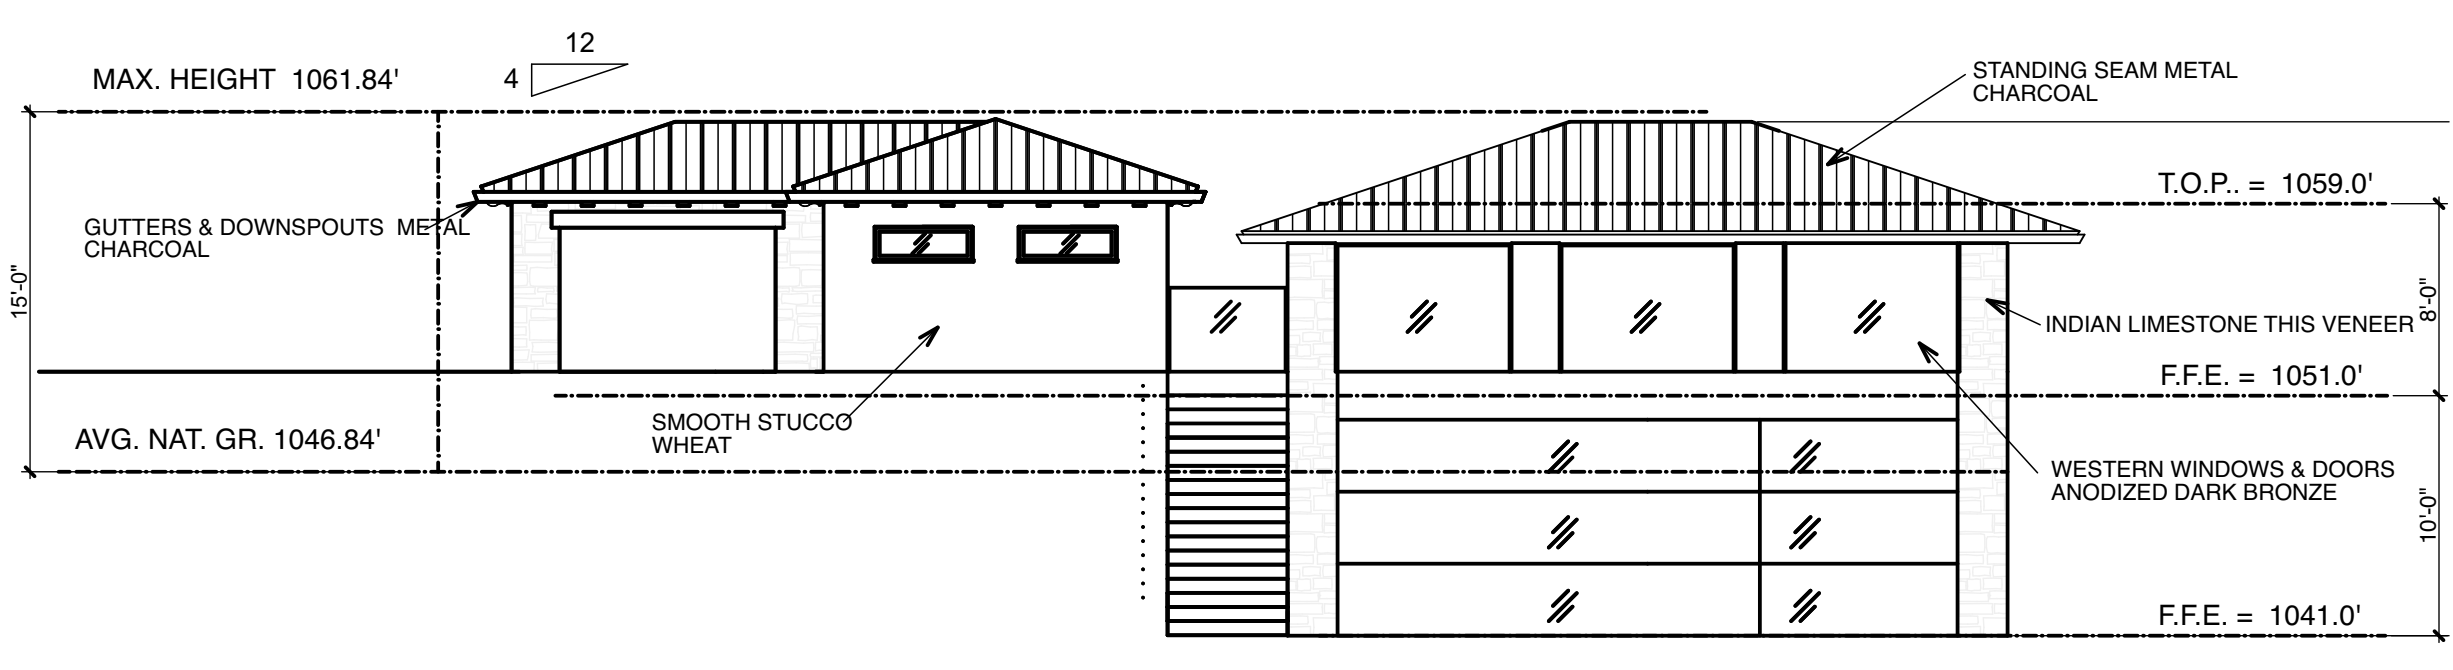 12
4
MAX. HEIGHT 1061.84'
STANDING SEAM METAL
CHARCOAL
T.O.P.. = 1059.0'
GUTTERS & DOWNSPOUTS METAL
CHARCOAL
15'-0"
8'-0"
INDIAN LIMESTONE THIS VENEER
F.F.E. = 1051.0'
SMOOTH STUCCO
WHEAT
AVG. NAT. GR. 1046.84'
WESTERN WINDOWS & DOORS
ANODIZED DARK BRONZE
10'-0"
F.F.E. = 1041.0'